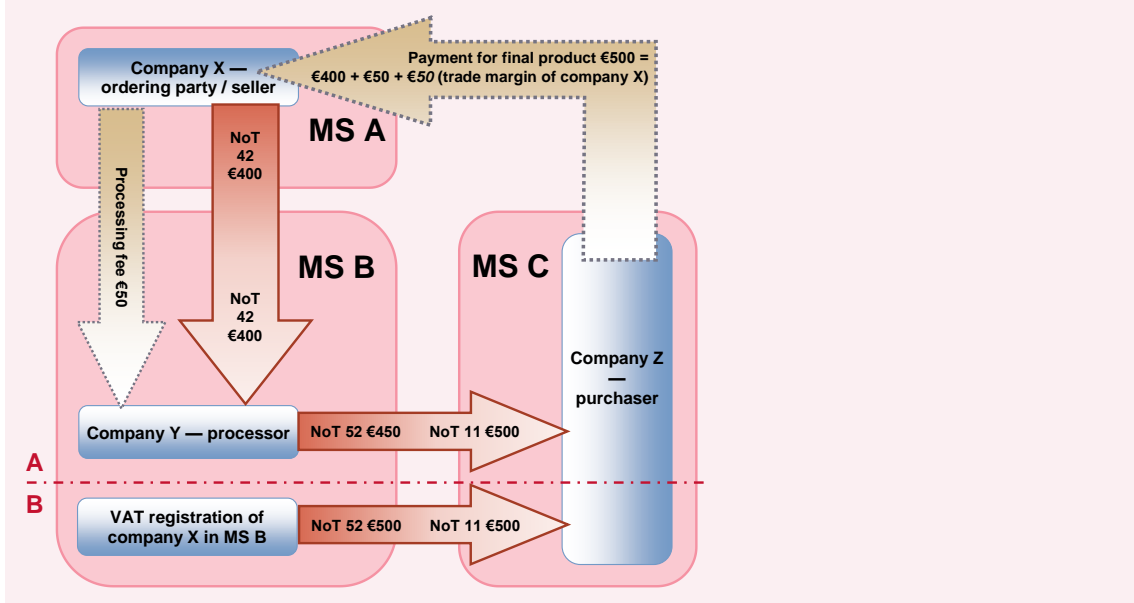 Company X —
ordering party / seller
Payment for final product €500 =
€400 + €50 + €50 (trade margin of company X)
MS A
NoT
42
€400
Processing fee €50
MS B
MS C
NoT
42
€400
Company Z
—
purchaser
Company Y — processor
NoT 52 €450 NoT 11 €500
A
B
VAT registration of
company X in MS B
NoT 52 €500 NoT 11 €500